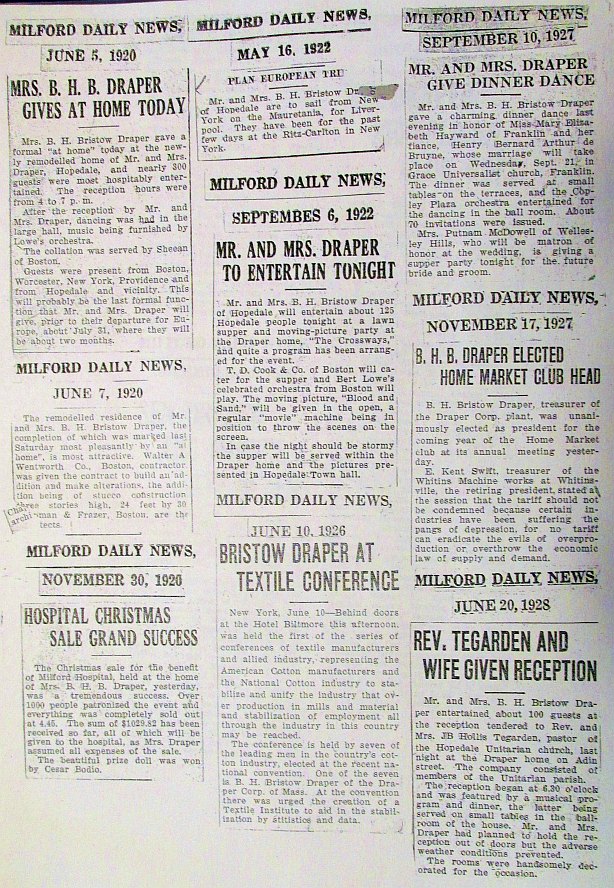 MILFORD DAILY NEWS,
JUNE 5, 1920
MRS. B. H. B. DRAPER
GIVES AT HOME TODAY
Mrs. B. H. Bristow Draper gave a
formal "at home" today at the new-
ly remodelled home of Mr. and Mrs.
Draper, Hopedale, and nearly 300
guests were most hospitably enter-
tained. The reception hours were
from 4 to 7 p. m.
After the reception by Mr. and
Mrs. Draper, dancing was had in the
large hall, music being furnished by
Lowe's orchestra.
The collation was served by Sheean
of Boston.
Guests were present from Boston,
Worcester, New York, Providence and
from Hopedale and vicinity. This
will probably be the last formal func-
tion that Mr. and Mrs. Draper will
give, prior to their departure for Eu-
rope, about July 31, where they will
be about two months.
MILFORD DAILY NEWS,
JUNE 7, 1920
The remodelled residence of Mr.
and Mrs. B. H. Bristow Draper, the
completion of which was marked last
Saturday most pleasantly by an "at
home", is most attractive. Walter A
Wentworth Co., Boston, contractor
was given the contract to build an ad-
dition and make alterations, the addi-
tion being of stucco construction
three stories high, 24 feet by 30
man & Frazer, Boston, are the
archi tects.
MILFORD DAILY NEWS,
NOVEMBER 30, 1920
HOSPITAL CHRISTMAS
SALE GRAND SUCCESS
The Christmas sale for the benefit
of Milford Hospital, held at the home
of Mrs. B. H. B. Draper, yesterday,
was a tremendous success. Over
1000 people patronized the event and
everything was completely sold out
at 4.45. The sum of $1029.82 has been
received so far, all of which will be
given to the hospital, as Mrs. Draper
assumed all expenses of the sale.
The beautiful prize doll was won
by Cesar Bodio.
MILFORD DAILY NEWS,
MAY 16, 1922
PLAN EUROPEAN TRI
Mr. and Mrs. B. H. Bristow Dr
of Hopedale are to sail from New
York on the Mauretania, for Liver-
pool. They have been for the past
few days at the Ritz-Carlton in New
York.
MILFORD DAILY NEWS,
SEPTEMBES 6, 1922
MR. AND MRS. DRAPER
TO ENTERTAIN TONIGHT
Mr. and Mrs. B. H. Bristow Draper
of Hopedale will entertain about 125
Hopedale people tonight at a lawn
supper and moving-picture party at
the Draper home, "The Crossways,"
and quite a program has been arrang-
ed for the event.
T. D. Cook & Co. of Boston will ca-
ter for the supper and Bert Lowe's
celebrated orchestra from Boston will
play. The moving picture, "Blood and
Sand," will be given in the open, a
regular "movie" machine being in
position to throw the scenes on the
screen.
In case the night should be stormy
the supper will be served within the
Draper home and the pictures pre-
sented in Hopedale Town hall.
MILFORD DAILY NEWS,
JUNE 10, 1926
BRISTOW DRAPER AT
TEXTILE CONFERENCE
New York, June 10—Behind doors
at the Hotel Biltmore this afternoon,
was held the first of the series of
conferences of textile manufacturers
and allied industry, representing the
American Cotton manufacturers and
the National Cotton industry to sta-
bilize and unify the industry that ov-
er production in mills and material
and stabilization of employment all
through the industry in this country
may be reached.
The conference is held by seven of
the leading men in the country's cot-
ton industry, elected at the recent na-
tional convention. One of the seven
is B. H. Bristow Draper of the Dra-
per Corp. of Mass. At the convention
there was urged the creation of a
Textile Institute to aid in the stabil-
ization by statistics and data.
MILFORD DAILY NEWS,
SEPTEMBER 10, 1927
MR. AND MRS. DRAPER
GIVE DINNER DANCE
Mr. and Mrs. B. H. Bristow Draper
gave a charming dinner dance last
evening in honor of Miss Mary Eliza-
beth Hayward of Franklin and her
fiance, Henry Bernard Arthur de
Bruyne, whose marriage will take
place on Wednesday, Sept. 21, in
Grace Universalist church, Franklin.
The dinner was served at small
tables on the terraces, and the Cop-
ley Plaza orchestra entertained for
the dancing in the ball room. About
70 invitations were issued.
Mrs. Putnam McDowell of Welles-
ley Hills, who will be matron of
honor at the wedding, is giving a
supper party tonight for the future
bride and groom.
MILFORD DAILY NEWS,
NOVEMBER 17, 1927
B. H. B. DRAPER ELECTED
HOME MARKET CLUB HEAD
B. H. Bristow Draper, treasurer of
the Draper Corp. plant, was unani-
mously elected as president for the
coming year of the Home Market
club at its annual meeting yester-
day.
E. Kent Swift, treasurer of the
Whitins Machine works at Whitins-
ville, the retiring president, stated at
the session that the tariff should not
be condemned because certain in-
dustries have been suffering the
pangs of depression, for no tariff
can eradicate the evils of overpro-
duction or overthrow the economic
law of supply and demand.
MILFORD DAILY NEWS,
JUNE 20, 1928
REV. TEGARDEN AND
WIFE GIVEN RECEPTION
Mr. and Mrs. B. H. Bristow Dra-
per entertained about 100 guests at
the reception tendered to Rev. and
Mrs. JB Hollis Tegarden, pastor of
the Hopedale Unitarian church, last
night at the Draper home on Adin
street. The company consisted of
members of the Unitarian parish.
The reception began at 6.30 o'clock
and was featured by a musical pro-
gram and dinner, the latter being
served on small tables in the ball-
room of the house. Mr. and Mrs.
Draper had planned to hold the re-
ception out of doors but the adverse
weather conditions prevented.
The rooms were handsomely dec-
orated for the occasion.